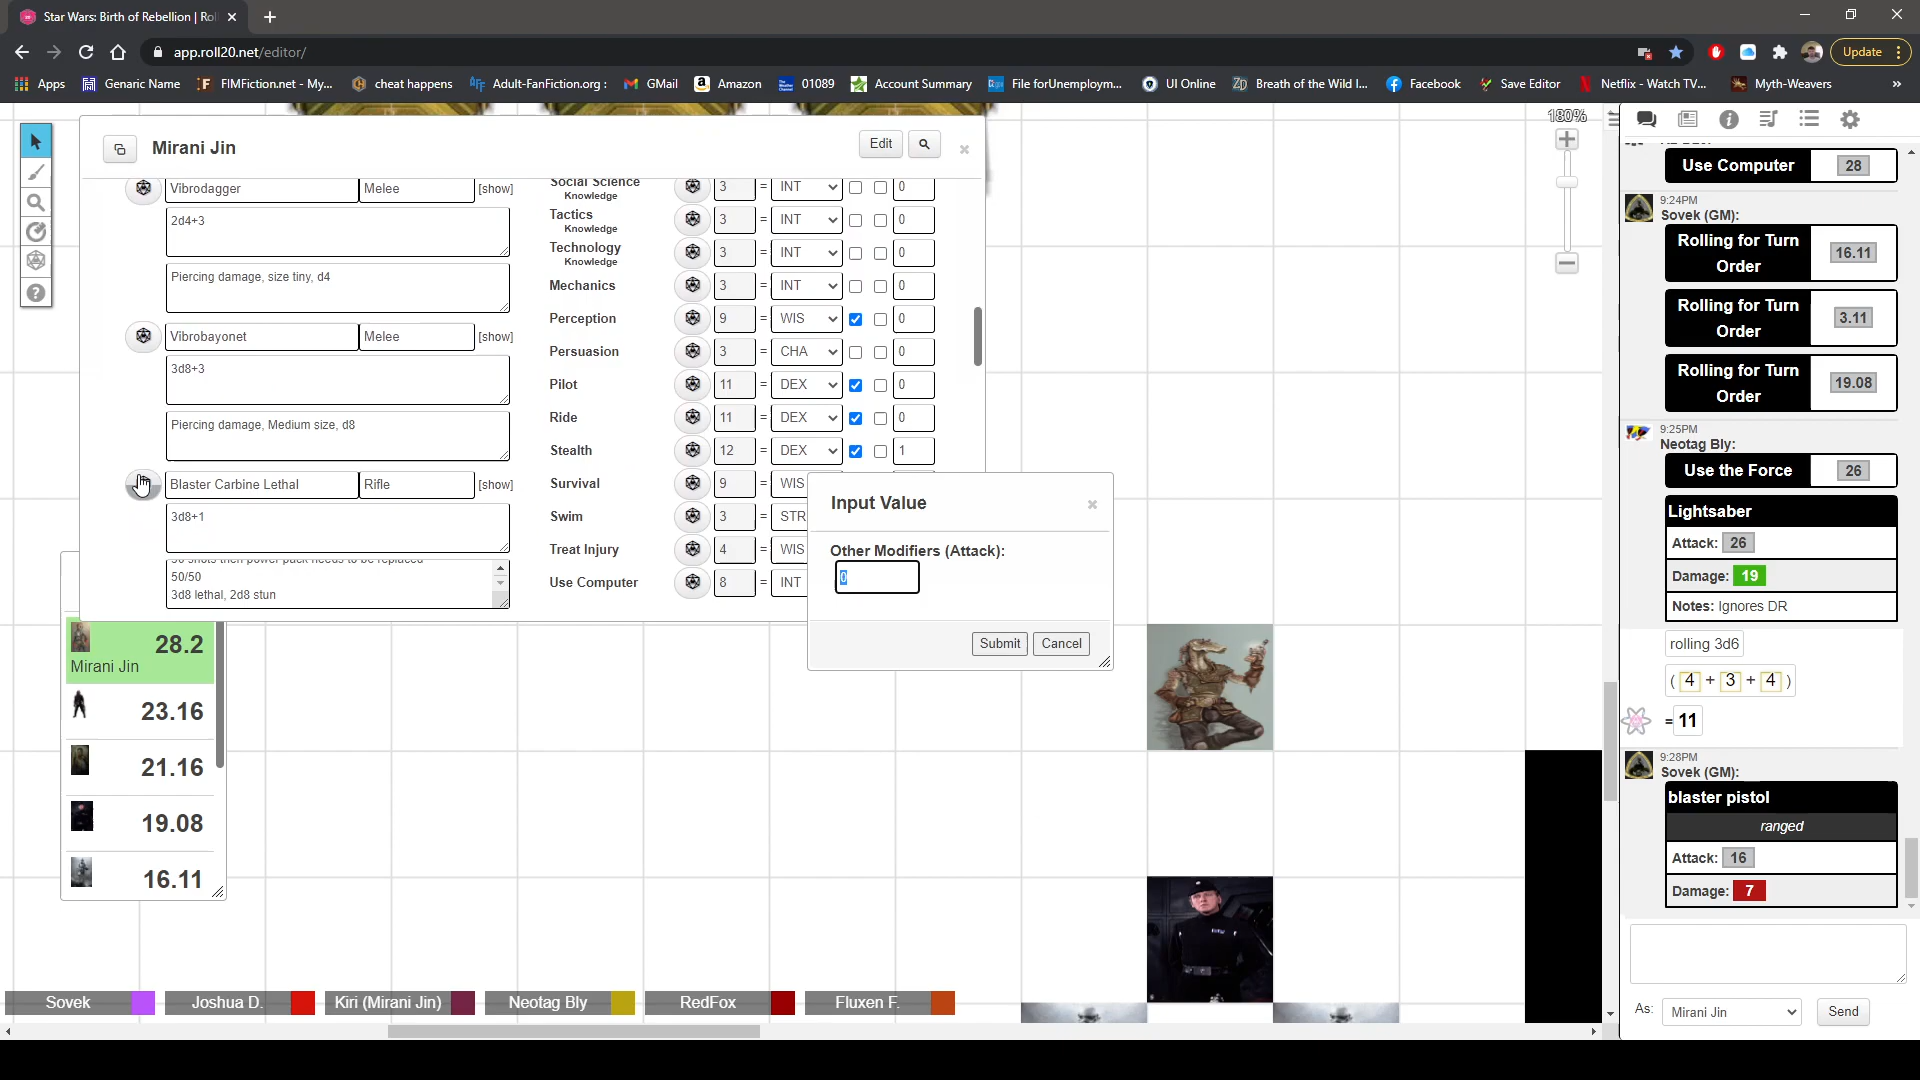 Star Wars: Birth of Rebellion | Rol
app.roll20.net/editor/
Update
Apps
Genaric Name
FIMFiction.net - My...
cheat happens
Adult-FanFiction.org :
GMail
Amazon
01089
Account Summary
File forUnemploym...
UI Online
Breath of the Wild I...
Facebook
Save Editor
Netflix - Watch TV...
Myth-Weavers
»
180%
Mirani Jin
Edit
Vibrodagger Melee [show]
2d4+3
Piercing damage, size tiny, d4
Vibrobayonet Melee [show]
3d8+3
Piercing damage, Medium size, d8
Blaster Carbine Lethal Rifle [show]
3d8+1
50 shots then power pack needs to be replaced
50/50
3d8 lethal, 2d8 stun
Social Science 3 = INT 0
Knowledge
Tactics 3 = INT 0
Knowledge
Technology 3 = INT 0
Knowledge
Mechanics 3 = INT 0
Perception 9 = WIS 0
Persuasion 3 = CHA 0
Pilot 11 = DEX 0
Ride 11 = DEX 0
Stealth 12 = DEX 1
Survival 9 = WIS
Swim 3 = STR
Treat Injury 4 = WIS
Use Computer 8 = INT
Input Value
Other Modifiers (Attack):
0
Submit Cancel
28.2
Mirani Jin
23.16
21.16
19.08
16.11
Sovek
Joshua D.
Kiri (Mirani Jin)
Neotag Bly
RedFox
Fluxen F.
Use Computer 28
9:24PM
Sovek (GM):
Rolling for Turn Order 16.11
Rolling for Turn Order 3.11
Rolling for Turn Order 19.08
9:25PM
Neotag Bly:
Use the Force 26
Lightsaber
Attack: 26
Damage: 19
Notes: Ignores DR
rolling 3d6
( 4 + 3 + 4 )
= 11
9:28PM
Sovek (GM):
blaster pistol
ranged
Attack: 16
Damage: 7
As: Mirani Jin Send